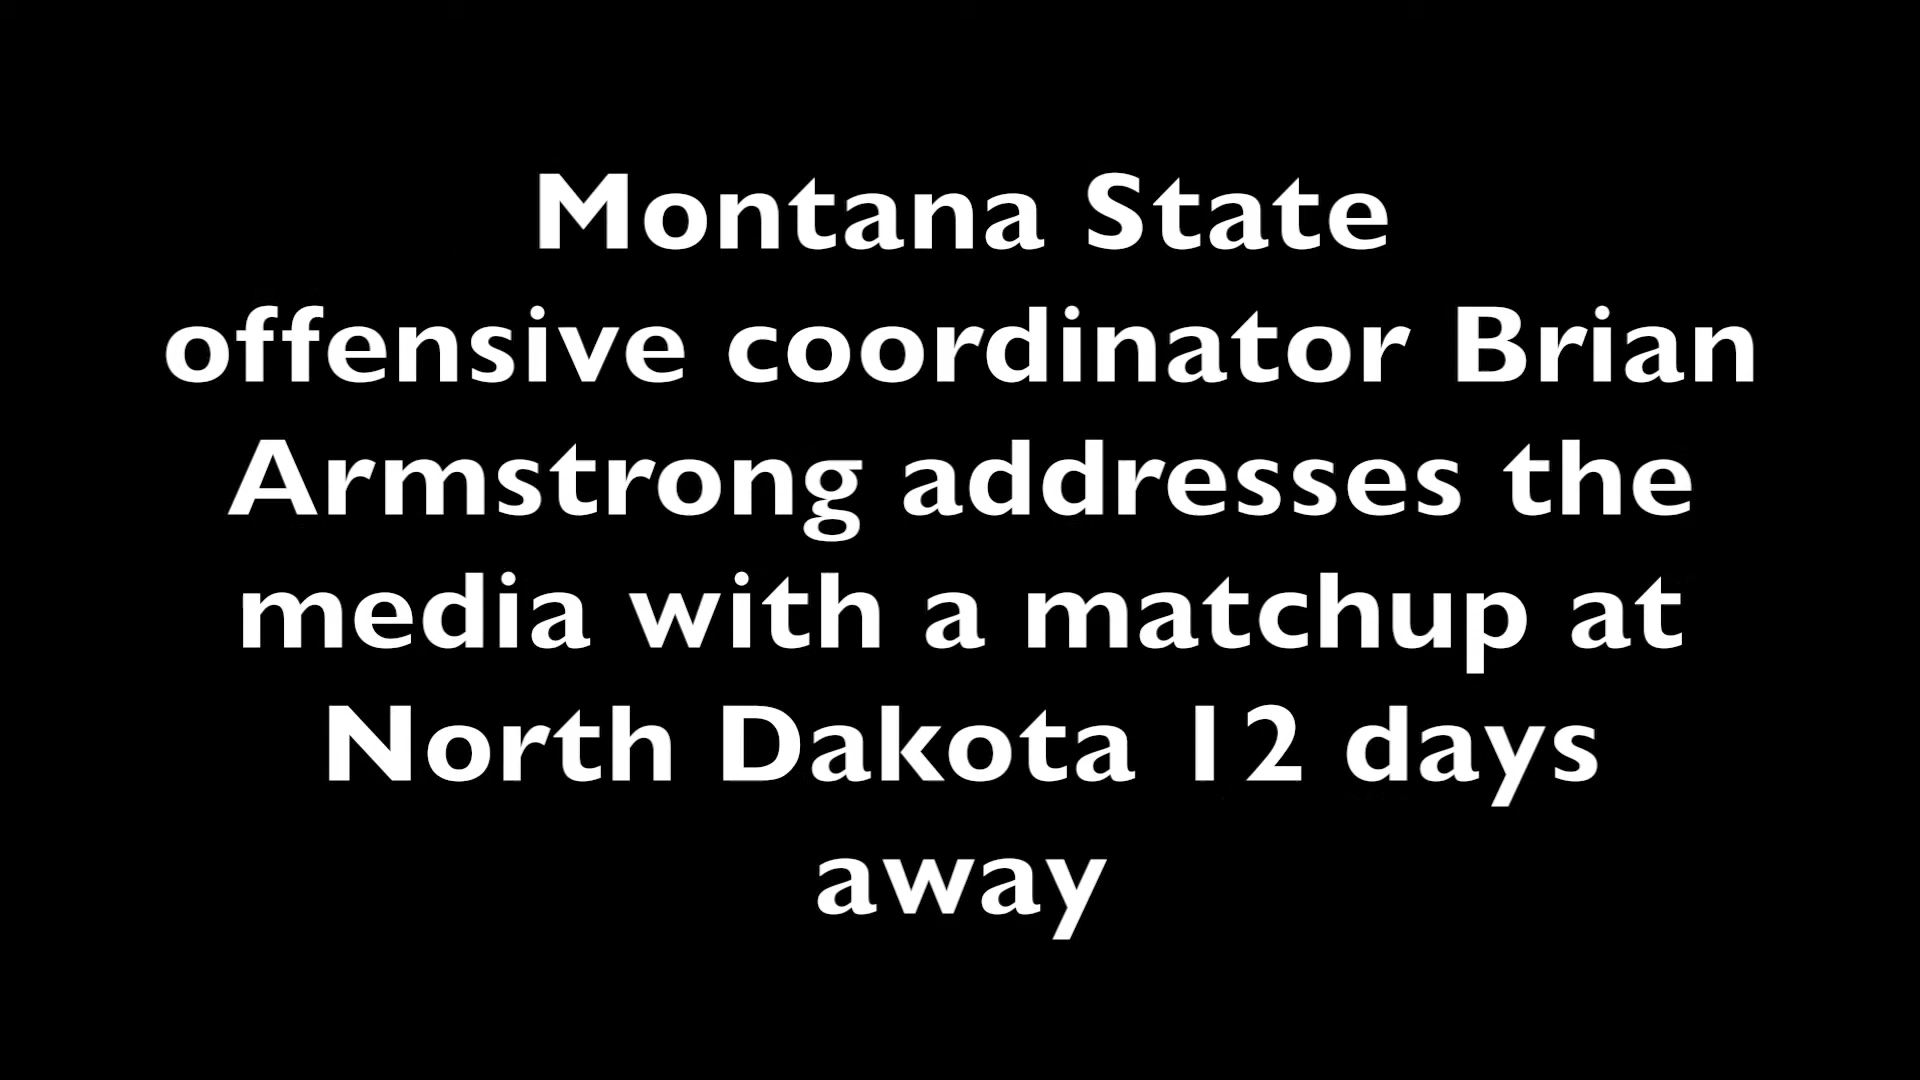 Montana State
offensive coordinator Brian
Armstrong addresses the
media with a matchup at
North Dakota 12 days
away